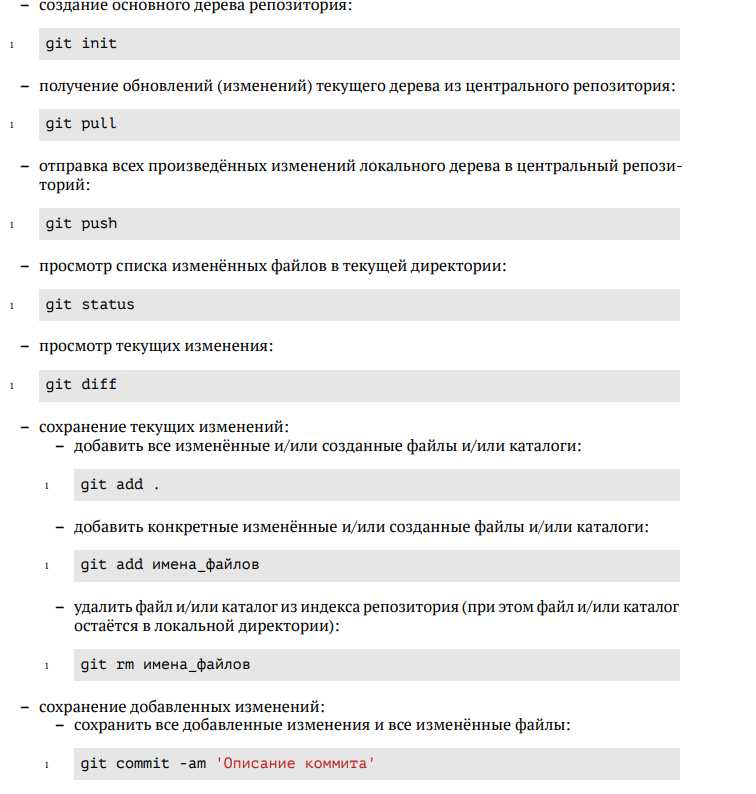 – создание основного дерева репозитория:
1 git init
– получение обновлений (изменений) текущего дерева из центрального репозитория:
1 git pull
– отправка всех произведённых изменений локального дерева в центральный репози-
торий:
1 git push
– просмотр списка изменённых файлов в текущей директории:
1 git status
– просмотр текущих изменения:
1 git diff
– сохранение текущих изменений:
– добавить все изменённые и/или созданные файлы и/или каталоги:
1 git add .
– добавить конкретные изменённые и/или созданные файлы и/или каталоги:
1 git add имена_файлов
– удалить файл и/или каталог из индекса репозитория (при этом файл и/или каталог
остаётся в локальной директории):
1 git rm имена_файлов
– сохранение добавленных изменений:
– сохранить все добавленные изменения и все изменённые файлы:
1 git commit -am 'Описание коммита'